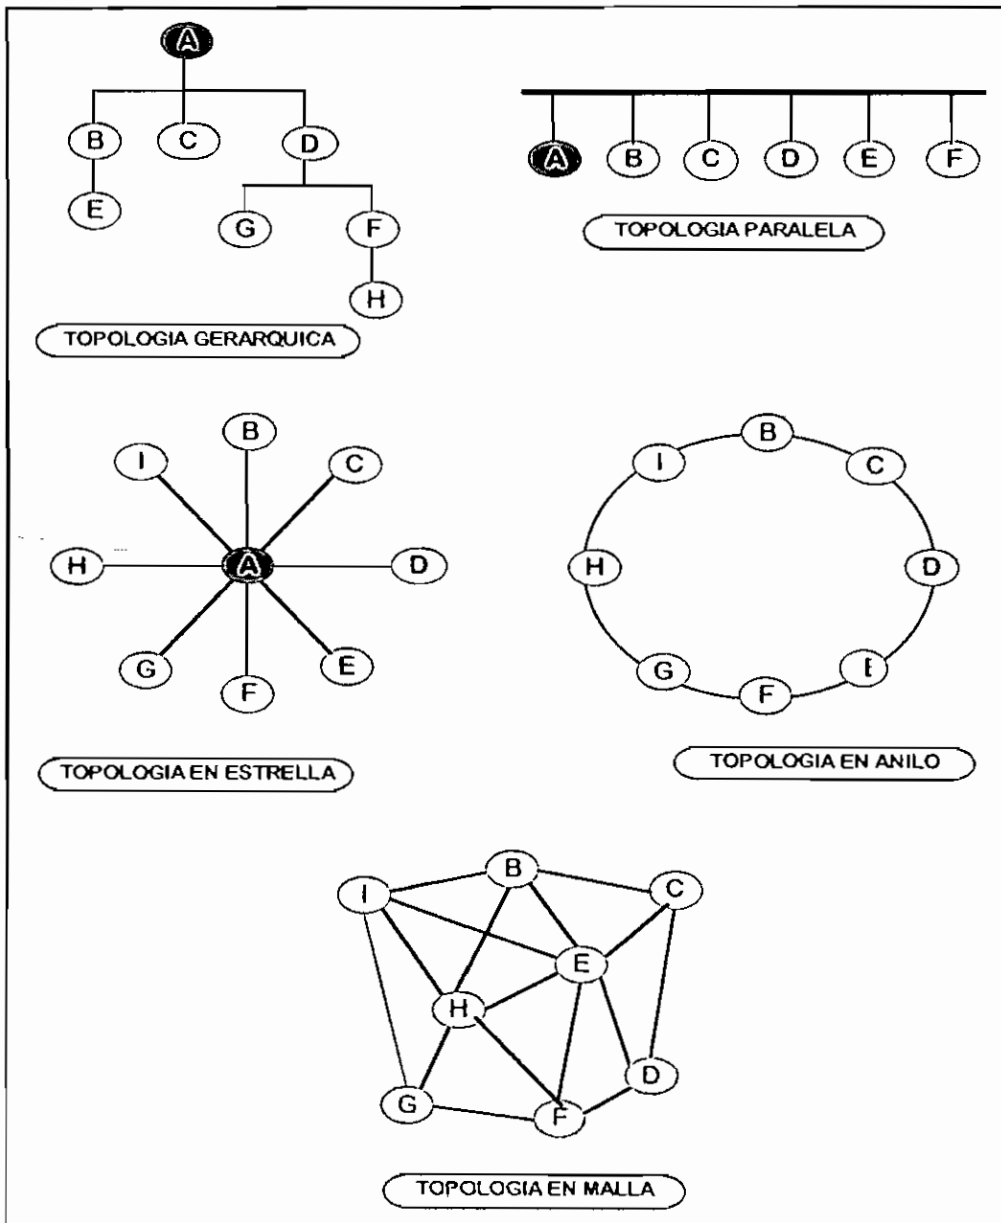 A
B C D
E
G F
H
TOPOLOGIA GERARQUICA
A B C D E F
TOPOLOGIA PARALELA
B
I C
H A D
G E
F
TOPOLOGIA EN ESTRELLA
B
I C
H D
G E
F
TOPOLOGIA EN ANILO
B
I C
E
H
D
G F
TOPOLOGIA EN MALLA